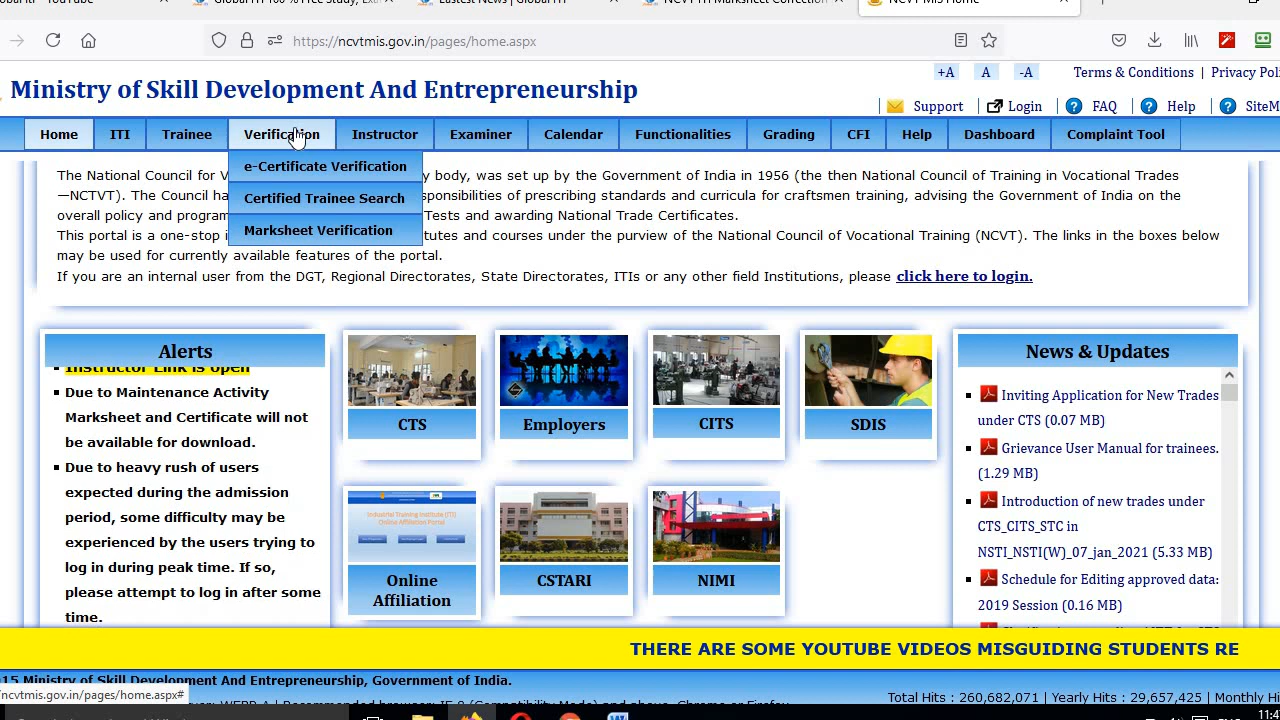 https://ncvtmis.gov.in/pages/home.aspx
+A A -A Terms & Conditions | Privacy
Ministry of Skill Development And Entrepreneurship
Support Login FAQ Help
Home ITI Trainee Verification Instructor Examiner Calendar Functionalities Grading CFI Help Dashboard Complaint Tool
e-Certificate Verification
Certified Trainee Search
Marksheet Verification
The National Council for y body, was set up by the Government of India in 1956 (the then National Council of Training in Vocational Trades
—NCTVT). The Council ha sponsibilities of prescribing standards and curriculum for craftsmen training, advising the Government of India on the
overall policy and program Tests and awarding National Trade Certificates.
This portal is a one-stop tutes and courses under the purview of the National Council of Vocational Training (NCVT). The links in the boxes below
may be used for currently available features of the portal.
If you are an internal user from the DGT, Regional Directorates, State Directorates, ITIs or any other field Institutions, please click here to login.
Alerts
Instructor Link is open
Due to Maintenance Activity
Marksheet and Certificate will not
be available for download.
Due to heavy rush of users
expected during the admission
period, some difficulty may be
experienced by the users trying to
log in during peak time. If so,
please attempt to log in after some
time.
CTS
Employers
CITS
SDIS
Online
Affiliation
CSTARI
NIMI
News & Updates
Inviting Application for New Trades
under CTS (0.07 MB)
Grievance User Manual for trainees.
(1.29 MB)
Introduction of new trades under
CTS_CITS_STC in
NSTI_NSTI(W)_07_jan_2021 (5.33 MB)
Schedule for Editing approved data:
2019 Session (0.16 MB)
THERE ARE SOME YOUTUBE VIDEOS MISGUIDING STUDENTS RE
15 Ministry of Skill Development And Entrepreneurship, Government of India.
/ncvtmis.gov.in/pages/home.aspx#
Total Hits : 260,682,071 | Yearly Hits : 29,657,425 | Monthly